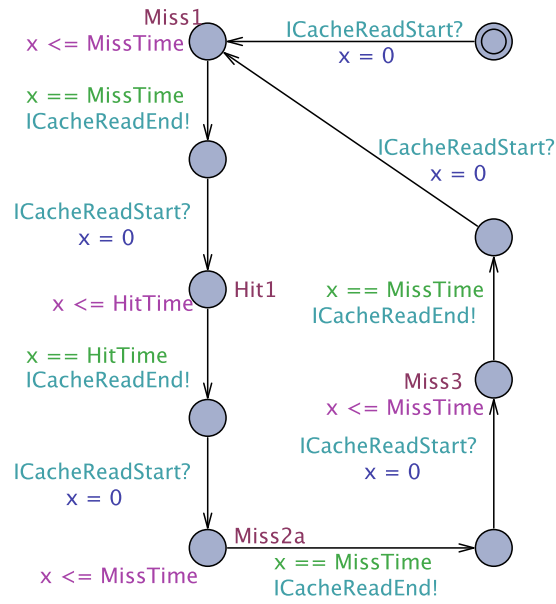 Miss1
ICacheReadStart?
x <= MissTime
x = 0
x == MissTime
ICacheReadEnd!
ICacheReadStart?
x = 0
ICacheReadStart?
x = 0
Hit1
x <= HitTime
x == MissTime
ICacheReadEnd!
x == HitTime
ICacheReadEnd!
Miss3
x <= MissTime
ICacheReadStart?
x = 0
ICacheReadStart?
x = 0
Miss2a
x <= MissTime
x == MissTime
ICacheReadEnd!